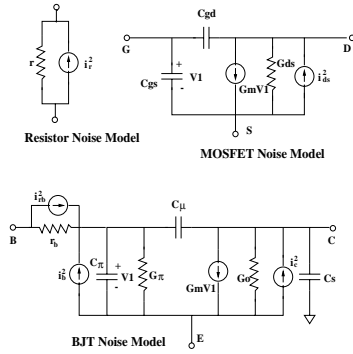 r
i²r
Resistor Noise Model
Cgd
G
D
+
Cgs
V1
-
GmV1
Gds
i²ds
S
MOSFET Noise Model
i²rb
B
rb
Cμ
C
i²b
Cπ
+
V1
-
Gπ
GmV1
Go
i²c
Cs
E
BJT Noise Model